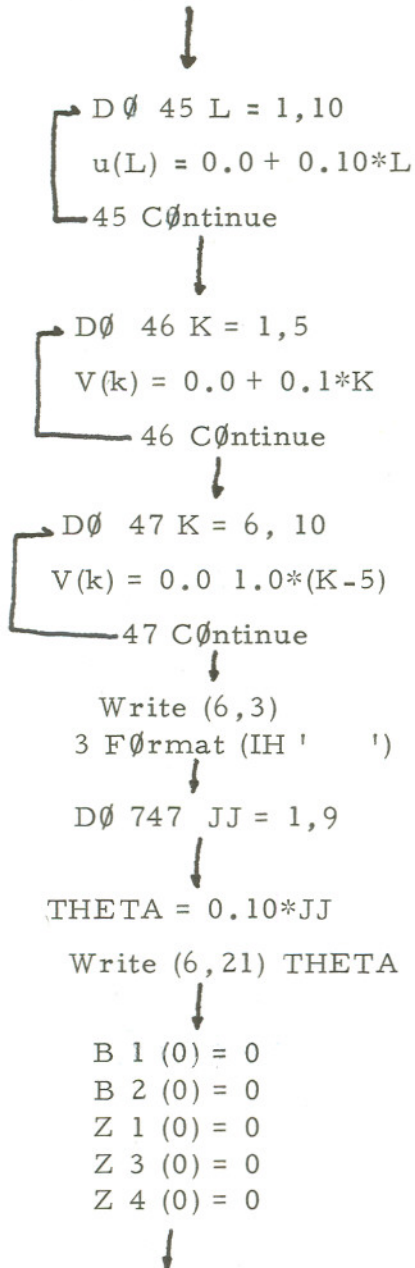 DØ 45 L = 1,10
u(L) = 0.0 + 0.10*L
45 CØntinue
DØ 46 K = 1,5
V(k) = 0.0 + 0.1*K
46 CØntinue
DØ 47 K = 6, 10
V(k) = 0.0 1.0*(K-5)
47 CØntinue
Write (6,3)
3 FØrmat (IH ' ')
DØ 747 JJ = 1,9
THETA = 0.10*JJ
Write (6,21) THETA
B 1 (0) = 0
B 2 (0) = 0
Z 1 (0) = 0
Z 3 (0) = 0
Z 4 (0) = 0